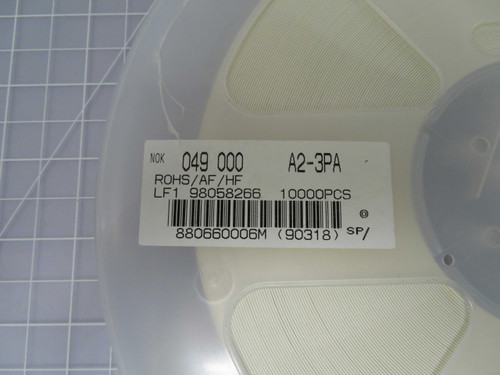 NOK 049 000 A2-3PA
ROHS/AF/HF
LF1 98058266 10000PCS
@
880660006M (90318) SP/